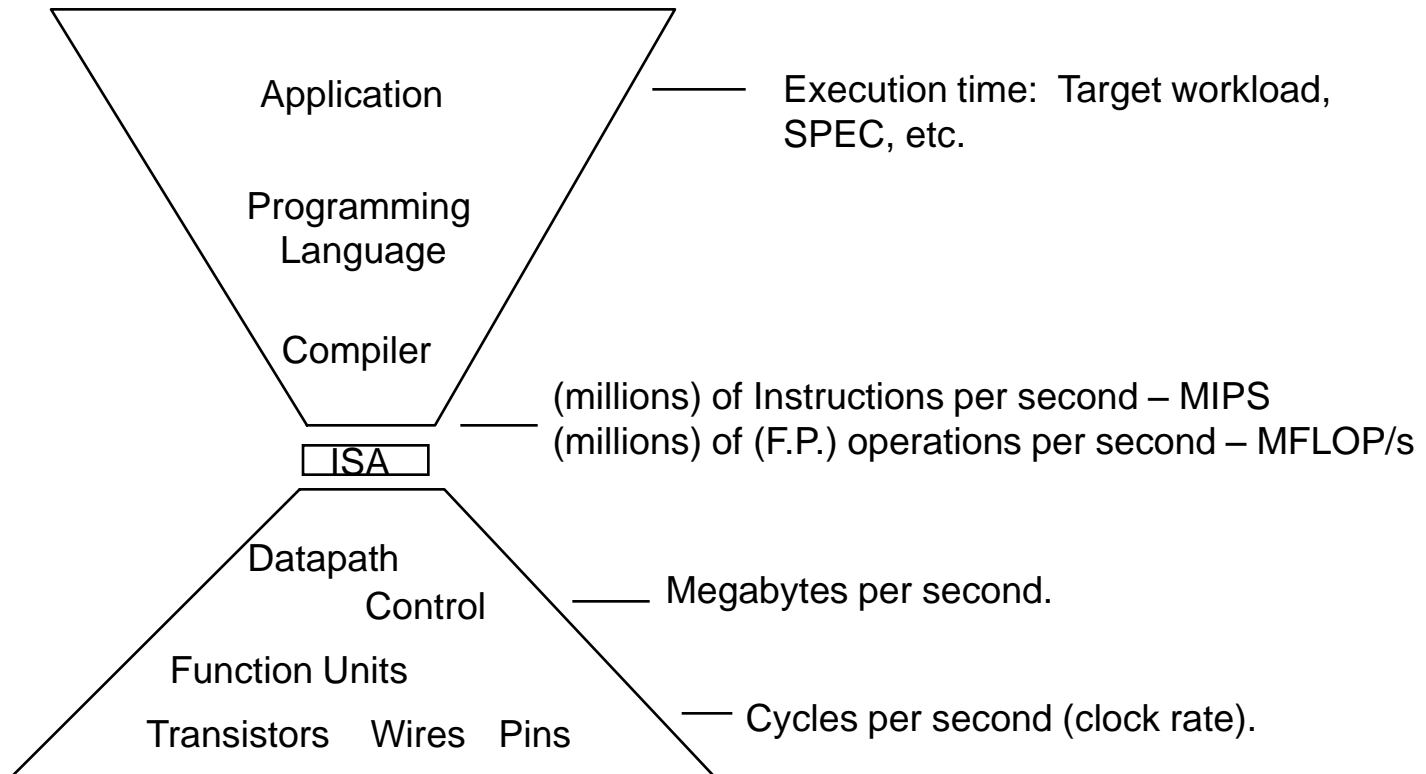 Application
Execution time: Target workload,
SPEC, etc.
Programming
Language
Compiler
(millions) of Instructions per second – MIPS
(millions) of (F.P.) operations per second – MFLOP/s
ISA
Datapath
Control
Megabytes per second.
Function Units
Cycles per second (clock rate).
Transistors Wires Pins